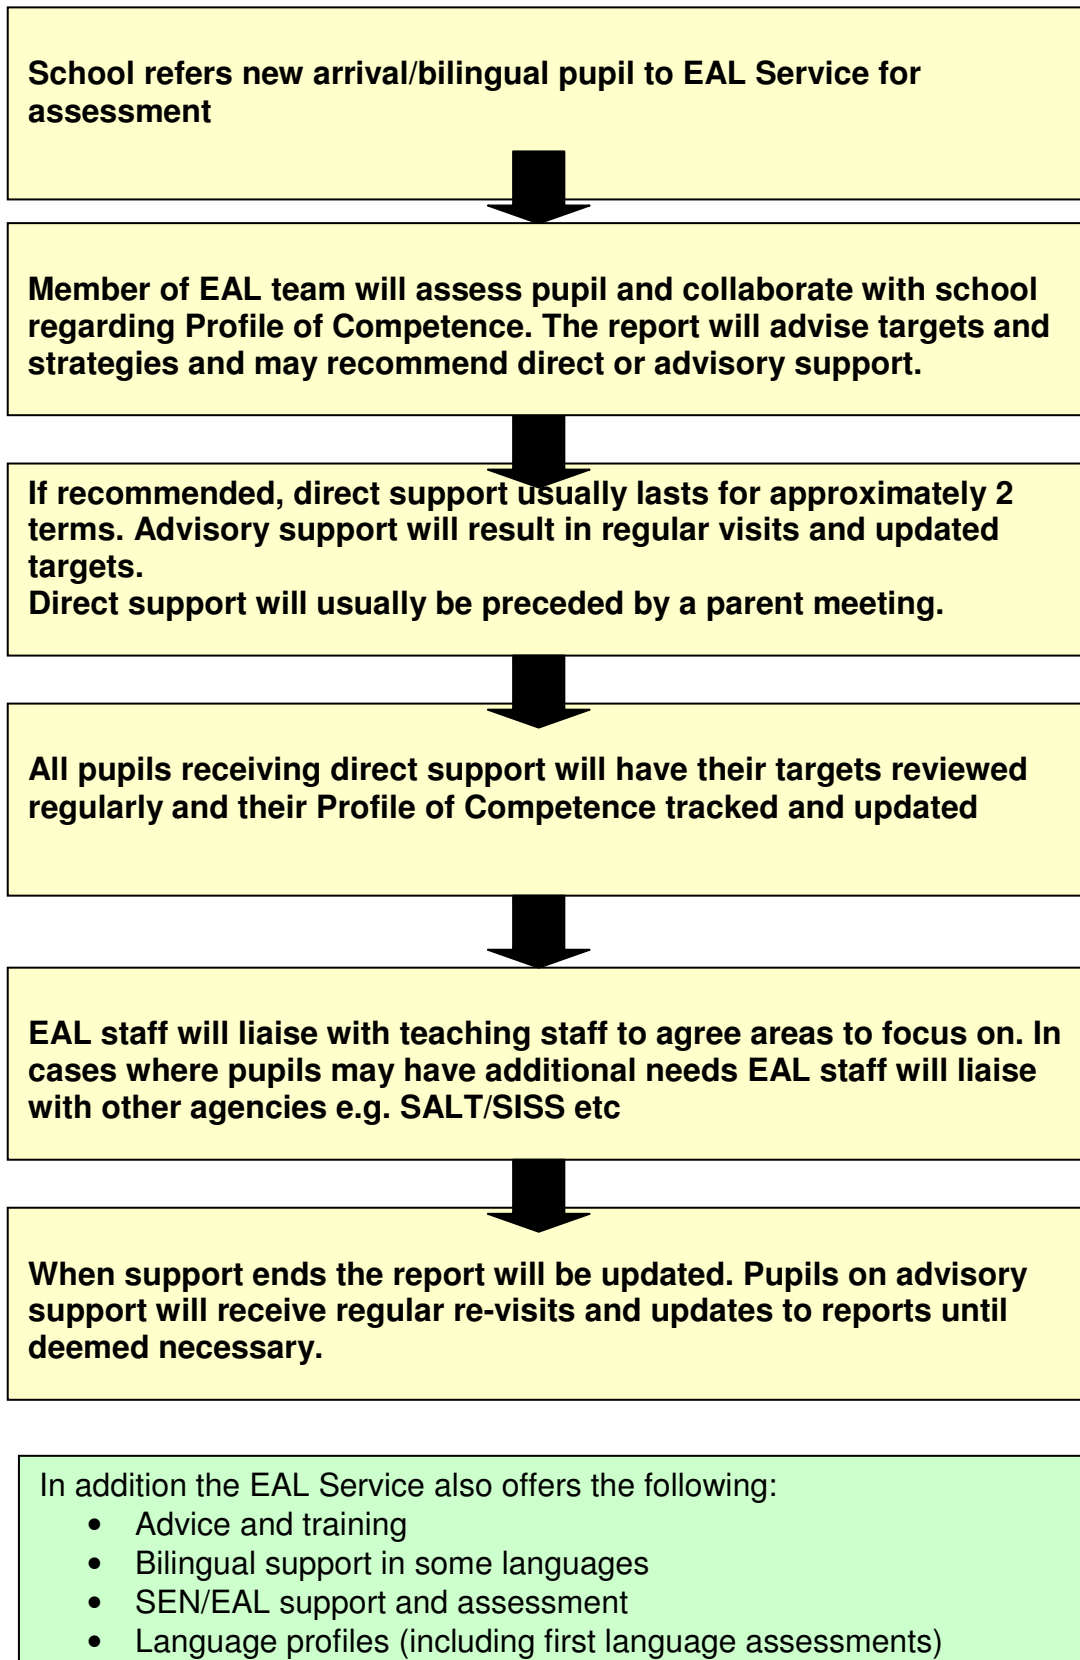 School refers new arrival/bilingual pupil to EAL Service for
assessment
Member of EAL team will assess pupil and collaborate with school
regarding Profile of Competence. The report will advise targets and
strategies and may recommend direct or advisory support.
If recommended, direct support usually lasts for approximately 2
terms. Advisory support will result in regular visits and updated
targets.
Direct support will usually be preceded by a parent meeting.
All pupils receiving direct support will have their targets reviewed
regularly and their Profile of Competence tracked and updated
EAL staff will liaise with teaching staff to agree areas to focus on. In
cases where pupils may have additional needs EAL staff will liaise
with other agencies e.g. SALT/SISS etc
When support ends the report will be updated. Pupils on advisory
support will receive regular re-visits and updates to reports until
deemed necessary.
In addition the EAL Service also offers the following:
• Advice and training
• Bilingual support in some languages
• SEN/EAL support and assessment
• Language profiles (including first language assessments)